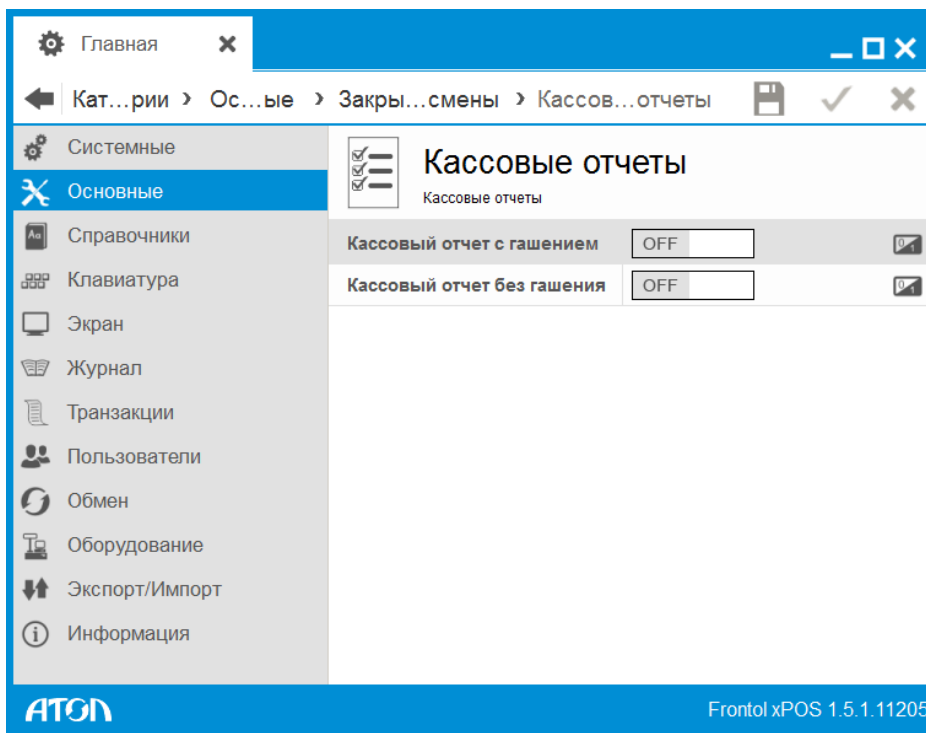 Главная
Кат...рии › Ос...ые › Закры...смены › Кассов...отчеты
Системные
Основные
Справочники
Клавиатура
Экран
Журнал
Транзакции
Пользователи
Обмен
Оборудование
Экспорт/Импорт
Информация
Кассовые отчеты
Кассовые отчеты
Кассовый отчет с гашением OFF
Кассовый отчет без гашения OFF
ATOЛ
Frontol xPOS 1.5.1.11205